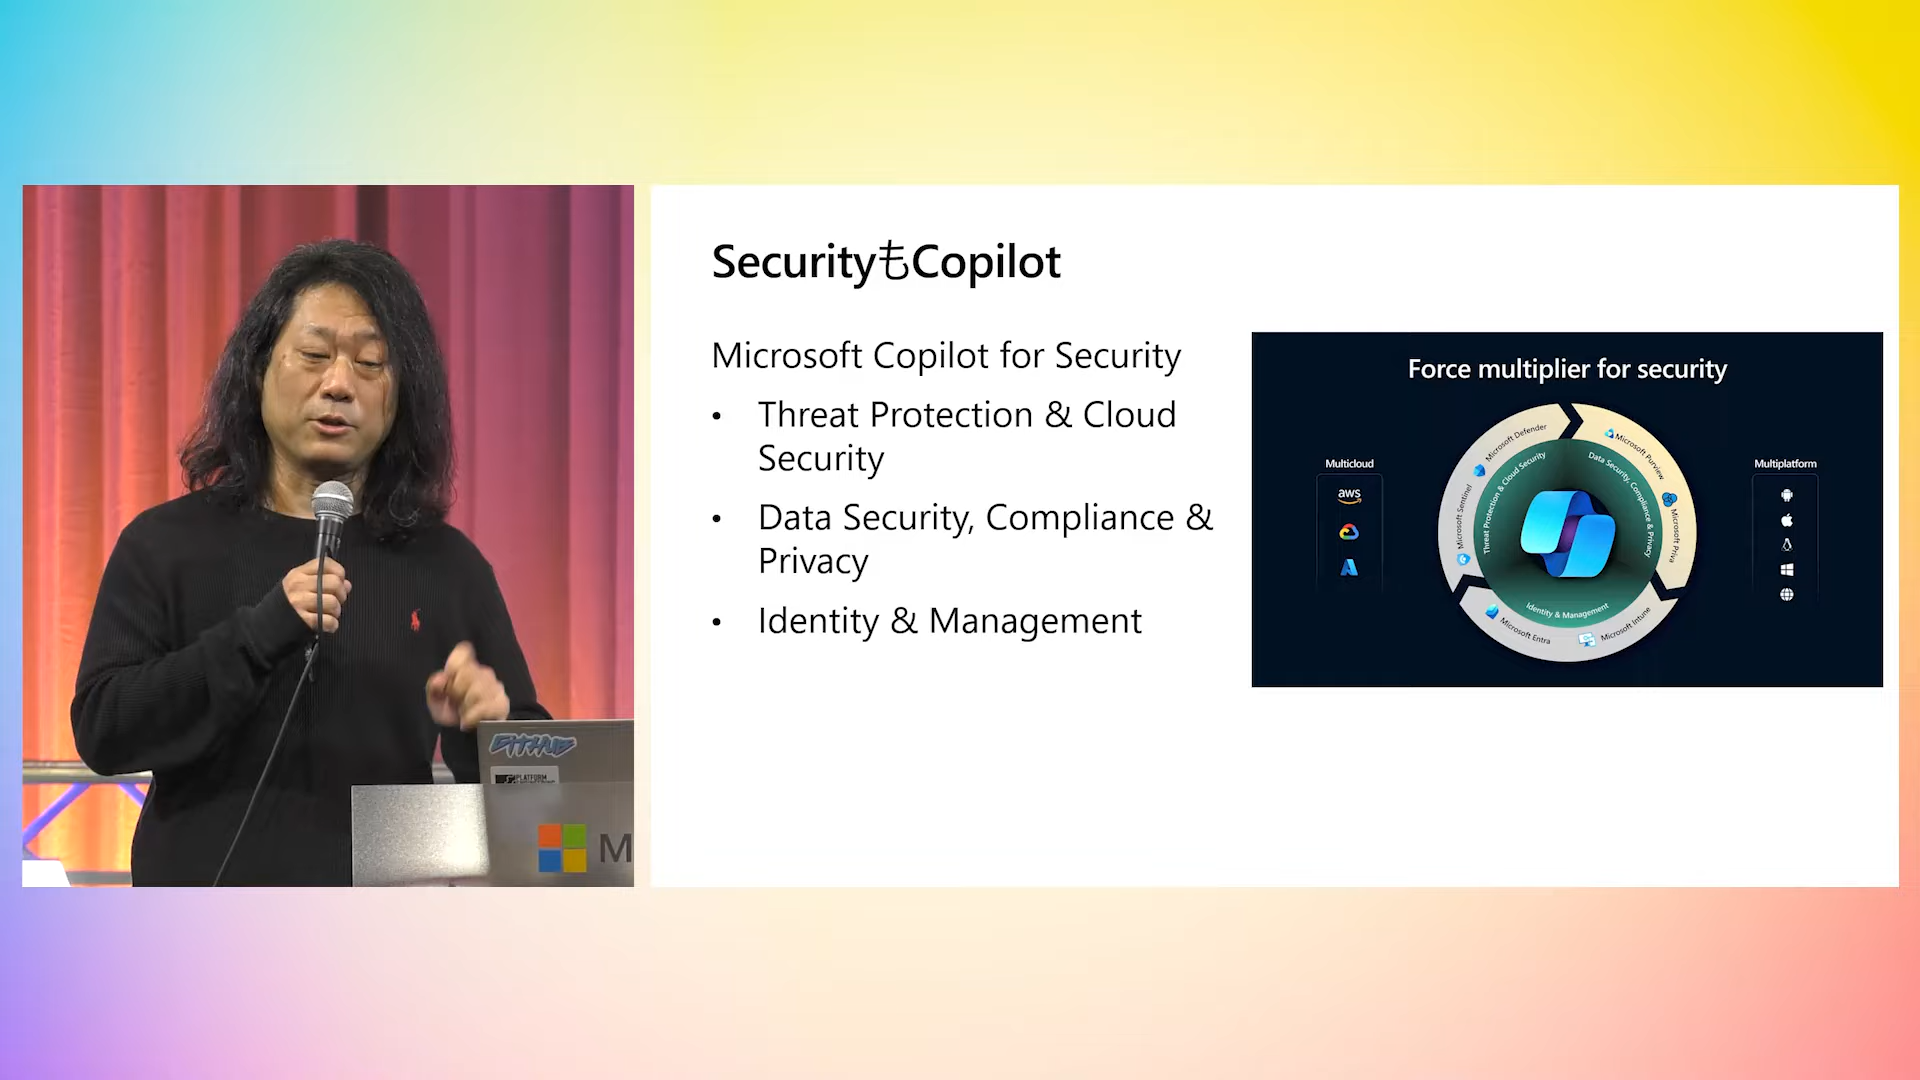 SecurityもCopilot
Microsoft Copilot for Security
• Threat Protection & Cloud
Security
• Data Security, Compliance &
Privacy
• Identity & Management
Force multiplier for security
Multicloud
aws
Multiplatform
Microsoft Defender
Microsoft Sentinel
Threat Protection & Cloud Security
Microsoft Purview
Microsoft Priva
Data Security, Compliance & Privacy
Identity & Management
Microsoft Entra
Microsoft Intune
GITHUB
PLATFORM
M